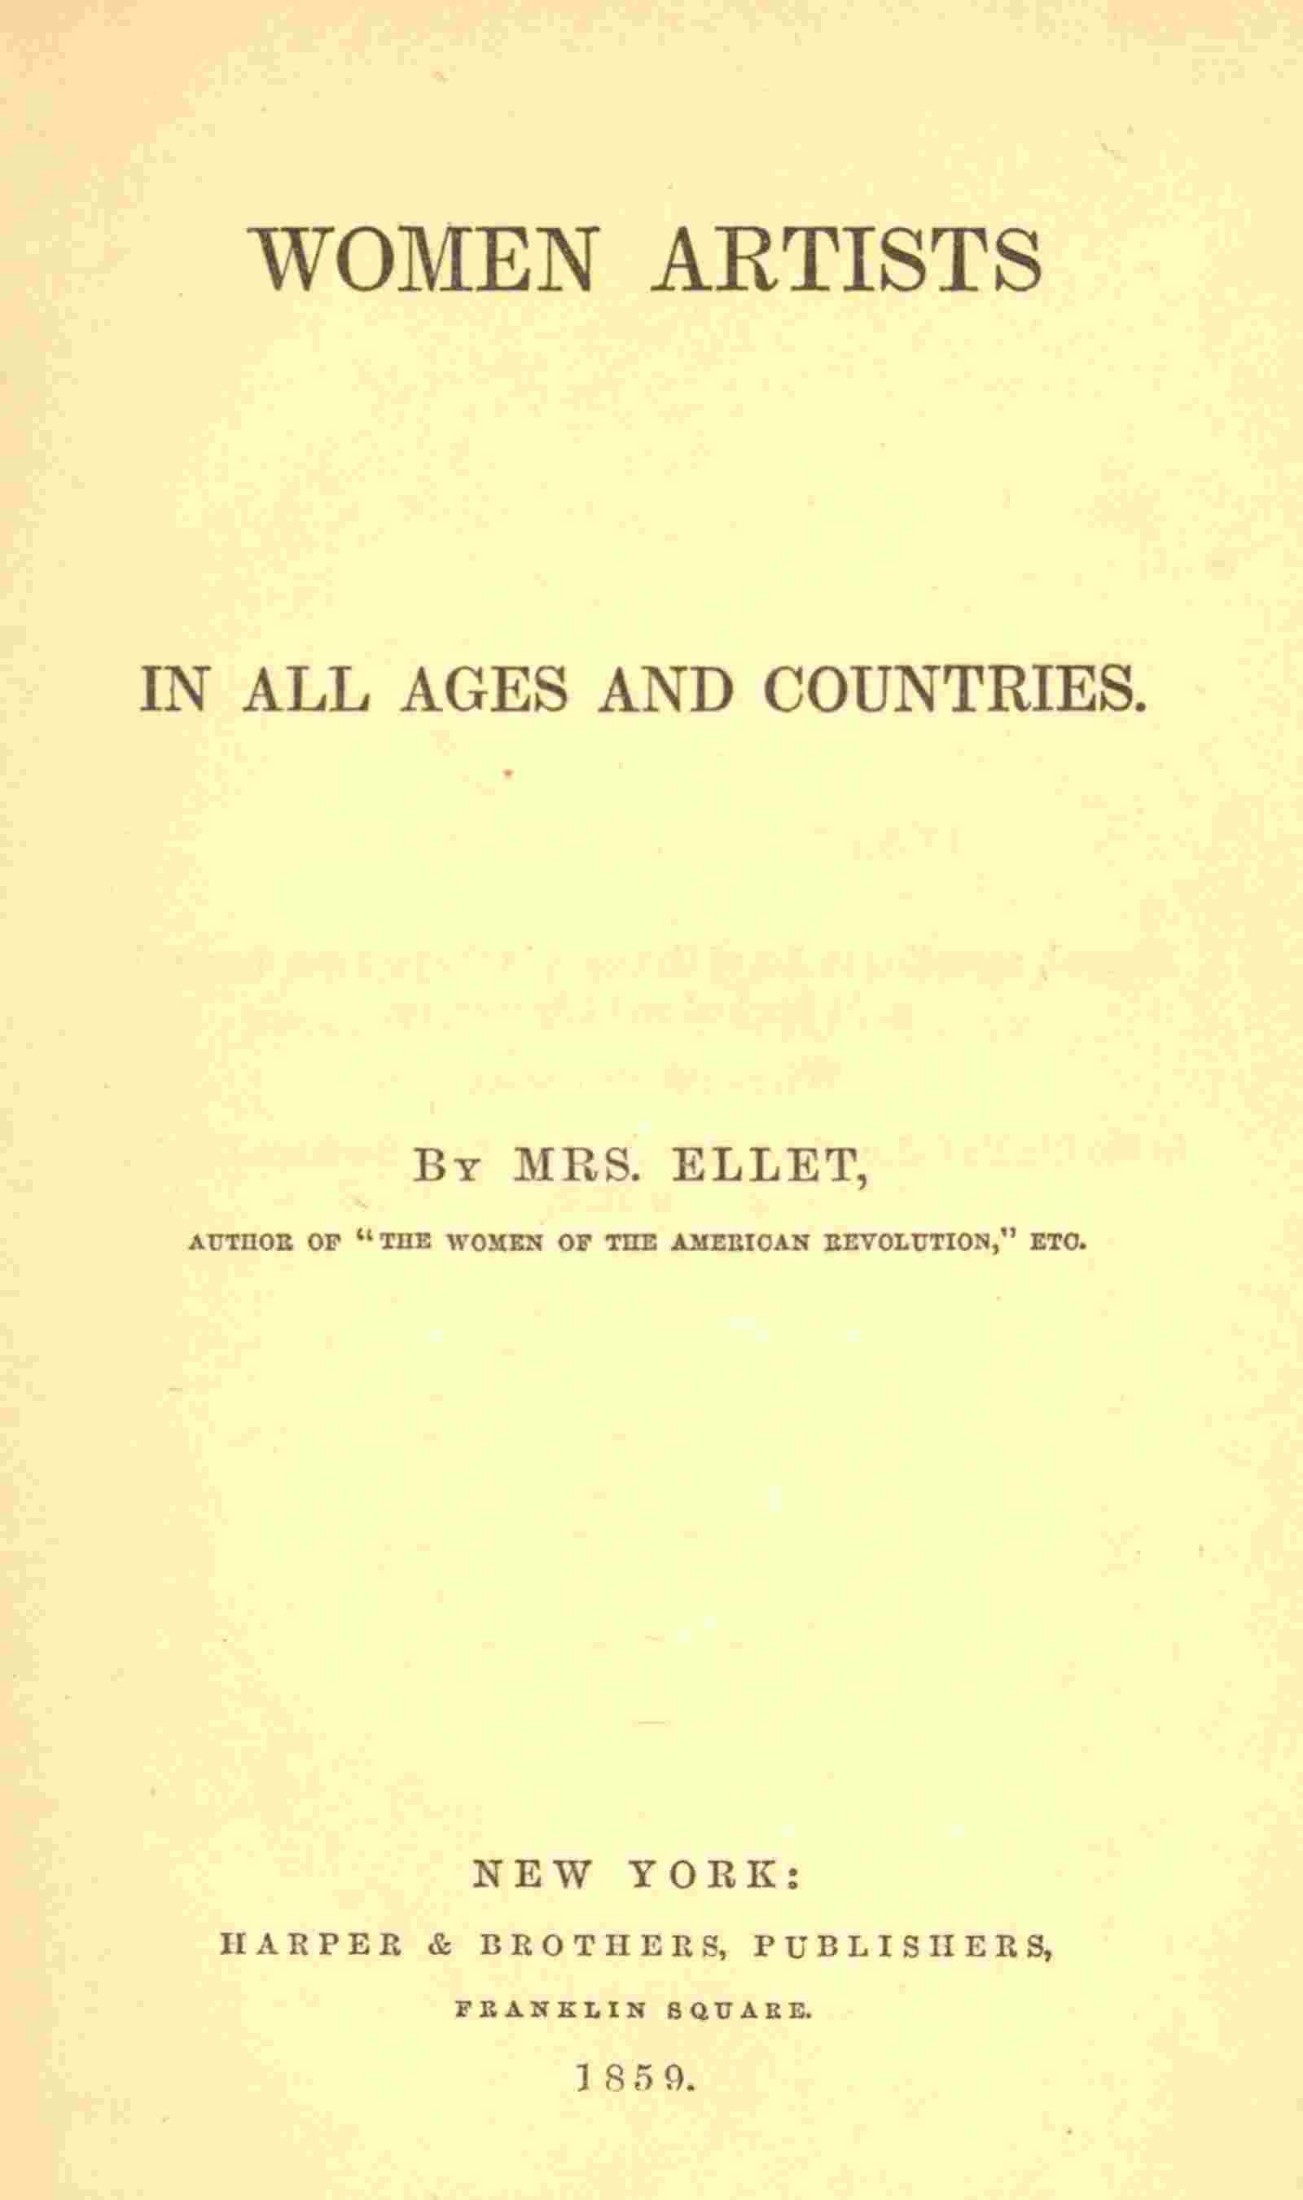 WOMEN ARTISTS
IN ALL AGES AND COUNTRIES.
BY MRS. ELLET,
AUTHOR OF “THE WOMEN OF THE AMERICAN REVOLUTION,” ETC.
NEW YORK:
HARPER & BROTHERS, PUBLISHERS,
FRANKLIN SQUARE.
1859.